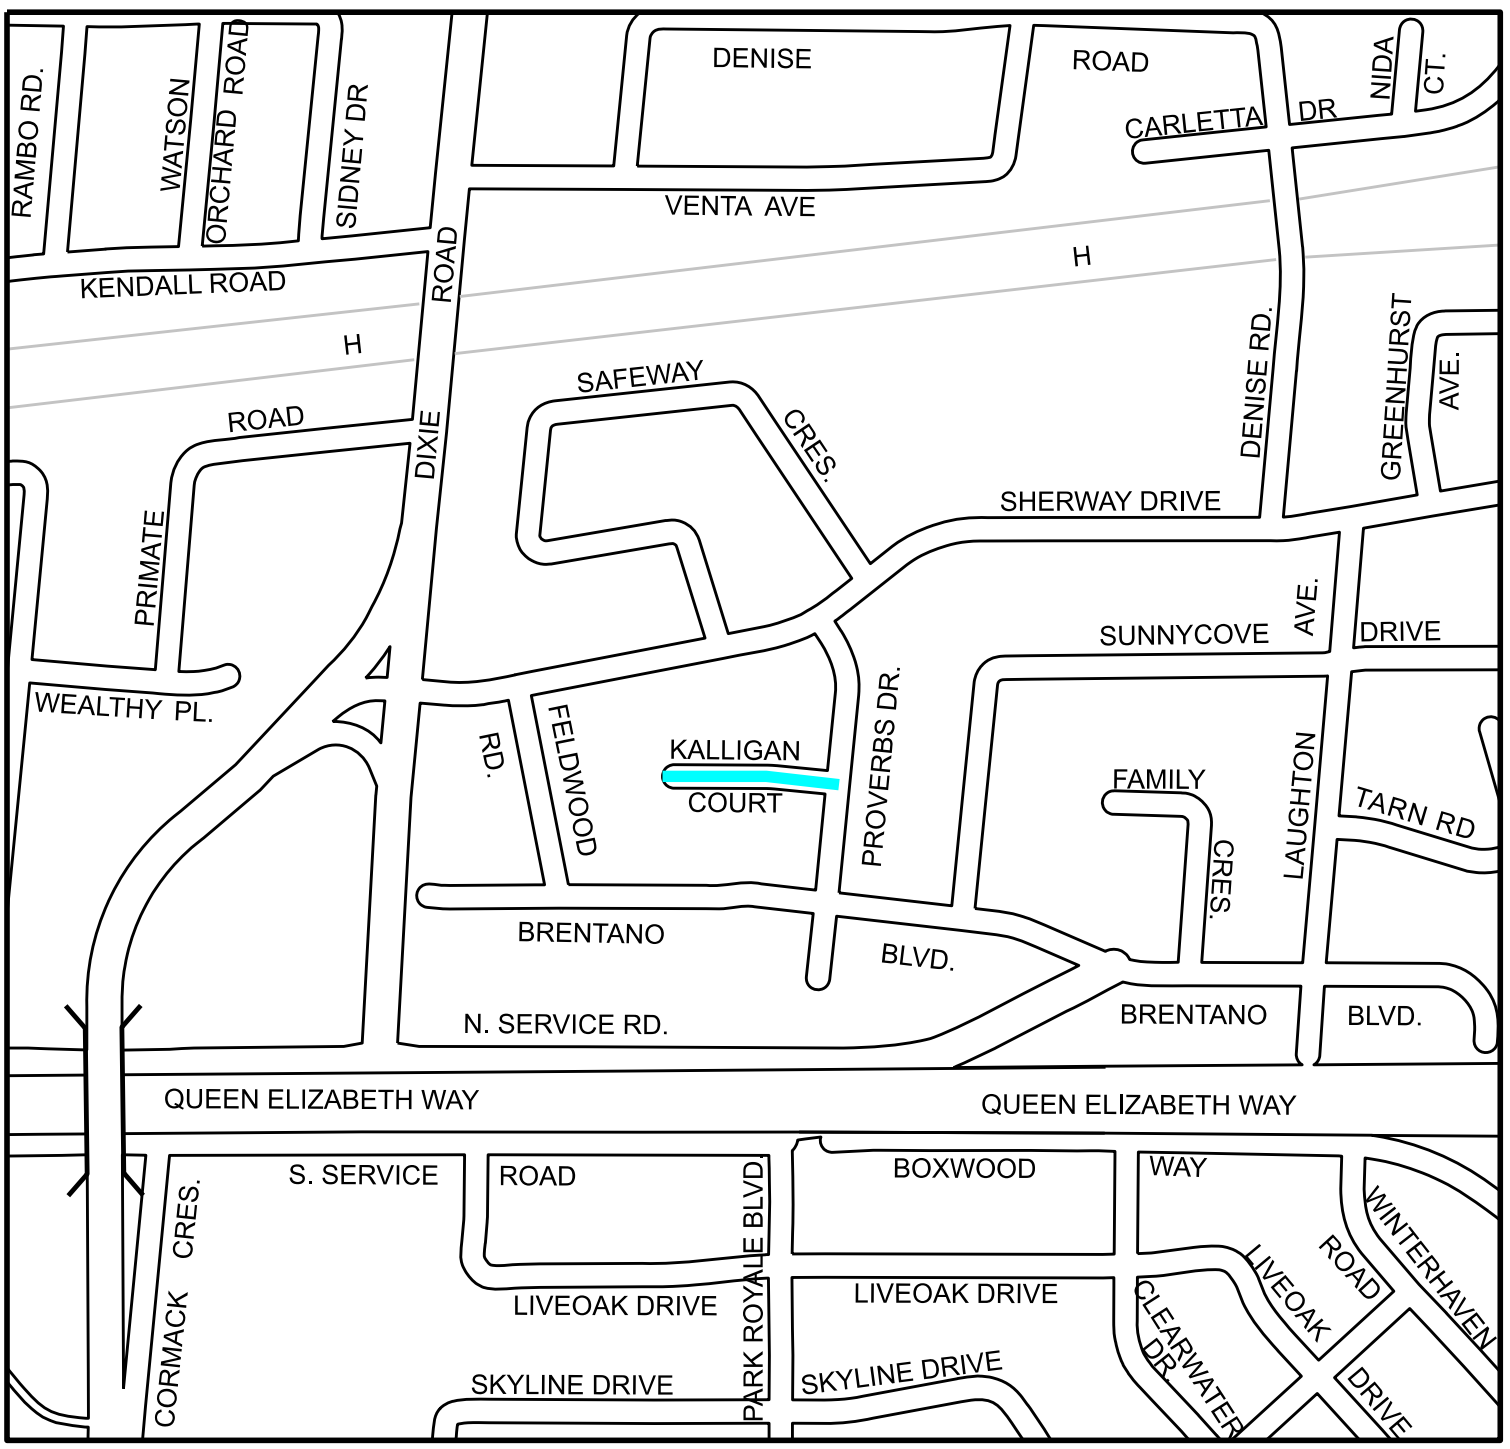 DENISE
ROAD
NIDA
CT.
RAMBO RD.
WATSON
ORCHARD ROAD
SIDNEY DR
CARLETTA
DR
VENTA AVE
ROAD
H
KENDALL ROAD
H
SAFEWAY
CRES.
ROAD
DIXIE
DENISE RD.
GREENHURST
AVE.
SHERWAY DRIVE
PRIMATE
AVE.
SUNNYCOVE
DRIVE
WEALTHY PL.
RD.
FELDWOOD
KALLIGAN
COURT
PROVERBS DR.
FAMILY
CRES.
LAUGHTON
TARN RD
BRENTANO
BLVD.
N. SERVICE RD.
BRENTANO
BLVD.
QUEEN ELIZABETH WAY
QUEEN ELIZABETH WAY
S. SERVICE
ROAD
BOXWOOD
WAY
CORMACK CRES.
PARK ROYALE BLVD.
LIVEOAK DRIVE
LIVEOAK DRIVE
CLEARWATER
DR.
LIVEOAK
DRIVE
ROAD
WINTERHAVEN
SKYLINE DRIVE
SKYLINE DRIVE